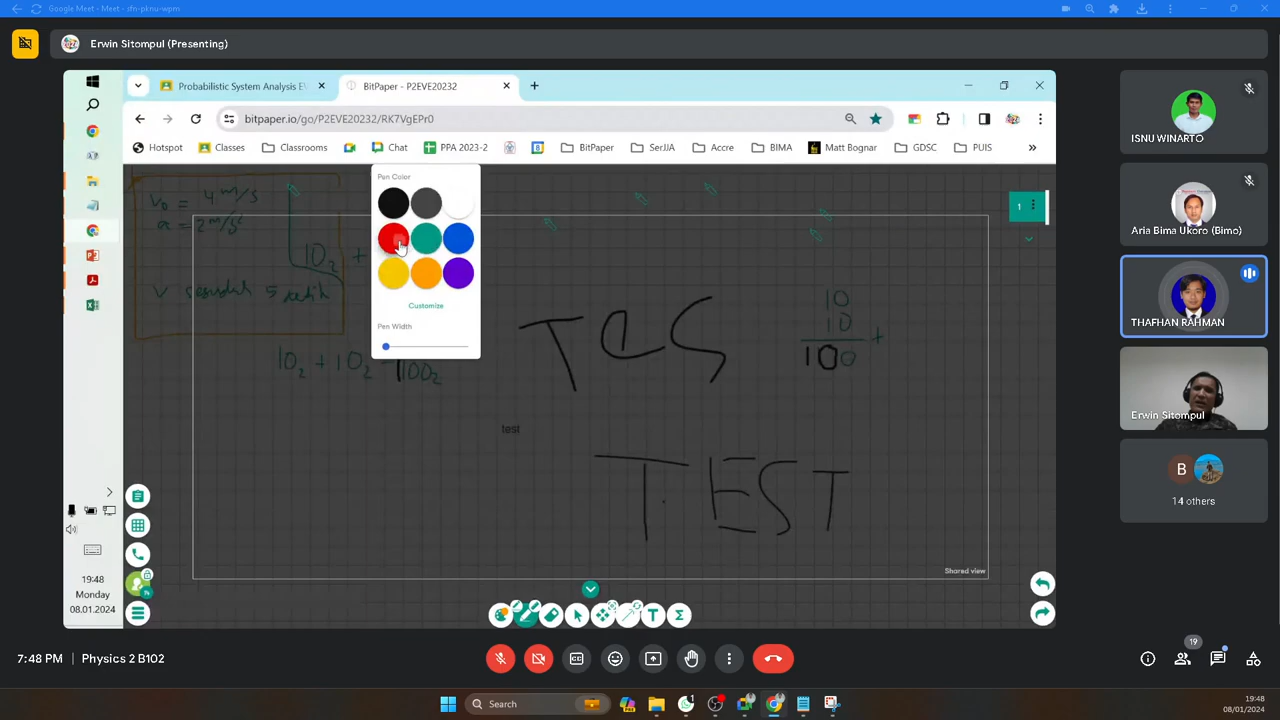 Google Meet - Meet - sfn-pknu-wpm
Erwin Sitompul (Presenting)
Probabilistic System Analysis E
BitPaper - P2EVE20232
bitpaper.io/go/P2EVE20232/RK7VgEPr0
Hotspot
Classes
Classrooms
Chat
PPA 2023-2
BitPaper
SerJJA
Accre
BIMA
Matt Bognar
GDSC
PUIS
Pen Color
Customize
Pen Width
V₀ = 4 m/s
a = 2 m/s²
V sesudah 5 detik
10₂ +
10₂ + 10₂
100₂
TES
10
10
+
100
test
TEST
Shared view
1
19:48
Monday
08.01.2024
ISNU WINARTO
Aria Bima Ukoro (Bimo)
THAFHAN RAHMAN
Erwin Sitompul
B
14 others
7:48 PM | Physics 2 B102
19
Search
19:48
08/01/2024